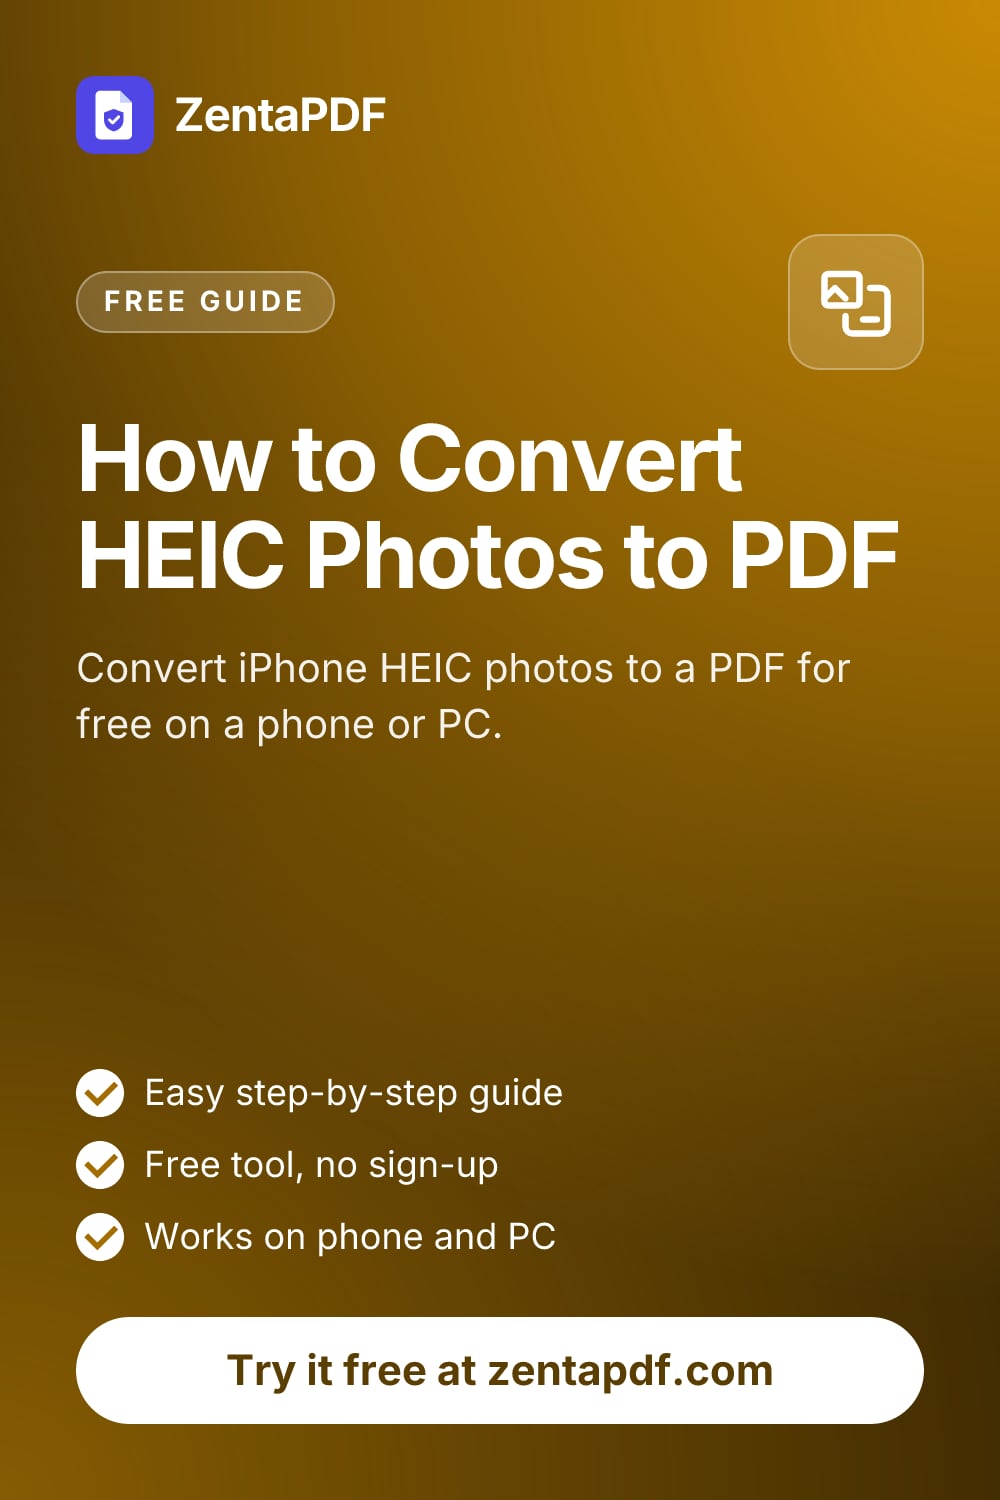 ZentaPDF
FREE GUIDE
How to Convert
HEIC Photos to PDF
Convert iPhone HEIC photos to a PDF for
free on a phone or PC.
Easy step-by-step guide
Free tool, no sign-up
Works on phone and PC
Try it free at zentapdf.com